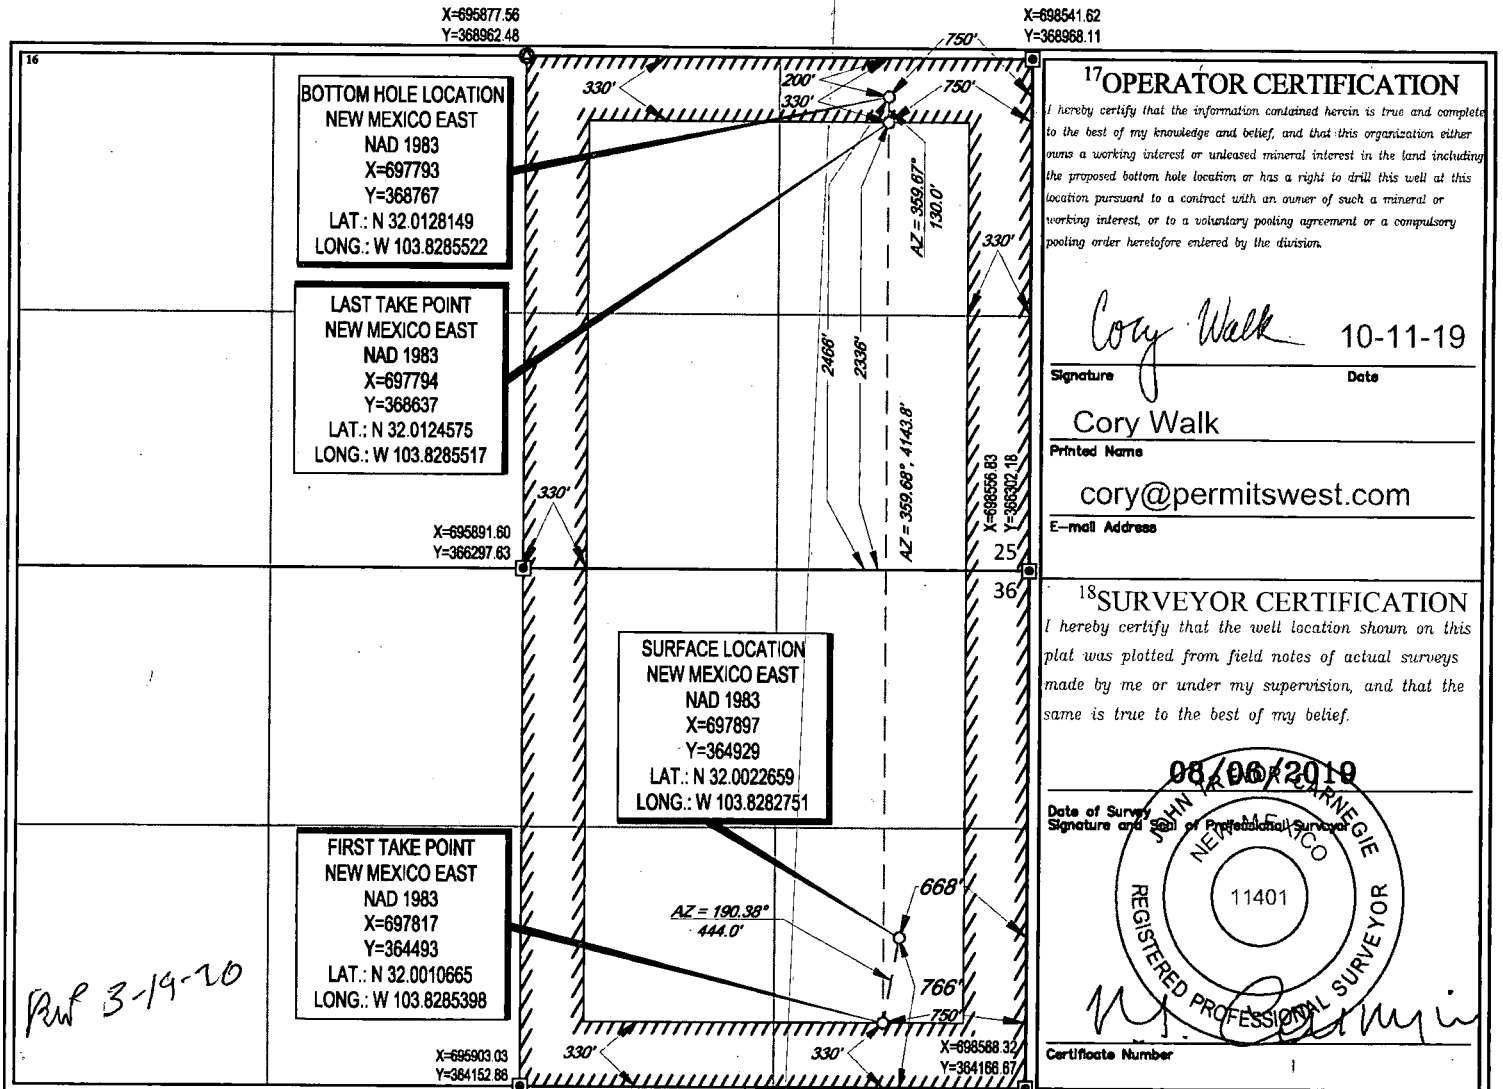 X=695877.56
Y=368962.48
X=698541.62
Y=368968.11
16
BOTTOM HOLE LOCATION
NEW MEXICO EAST
NAD 1983
X=697793
Y=368767
LAT.: N 32.0128149
LONG.: W 103.8285522
LAST TAKE POINT
NEW MEXICO EAST
NAD 1983
X=697794
Y=368637
LAT.: N 32.0124575
LONG.: W 103.8285517
330'
200'
330'
750'
750'
AZ = 359.67°
130.0'
330'
2468'
2336'
AZ = 359.68°, 4143.8'
330'
X=695891.60
Y=366297.63
X=698556.83
Y=366302.18
25
36
SURFACE LOCATION
NEW MEXICO EAST
NAD 1983
X=697897
Y=364929
LAT.: N 32.0022659
LONG.: W 103.8282751
FIRST TAKE POINT
NEW MEXICO EAST
NAD 1983
X=697817
Y=364493
LAT.: N 32.0010665
LONG.: W 103.8285398
AZ = 190.38°
444.0'
668'
766'
750'
330'
330'
X=695903.03
Y=364152.86
X=698588.32
Y=364166.67
3-19-20
17 OPERATOR CERTIFICATION
I hereby certify that the information contained herein is true and complete
to the best of my knowledge and belief, and that this organization either
owns a working interest or unleased mineral interest in the land including
the proposed bottom hole location or has a right to drill this well at this
location pursuant to a contract with an owner of such a mineral or
working interest, or to a voluntary pooling agreement or a compulsory
pooling order heretofore entered by the division.
Cory Walk 10-11-19
Signature Date
Cory Walk
Printed Name
cory@permitswest.com
E-mail Address
18 SURVEYOR CERTIFICATION
I hereby certify that the well location shown on this
plat was plotted from field notes of actual surveys
made by me or under my supervision, and that the
same is true to the best of my belief.
08/06/2019
Date of Survey
Signature and Seal of Professional Surveyor
JOHN TREVOR CARNEGIE
NEW MEXICO
11401
REGISTERED PROFESSIONAL SURVEYOR
Certificate Number